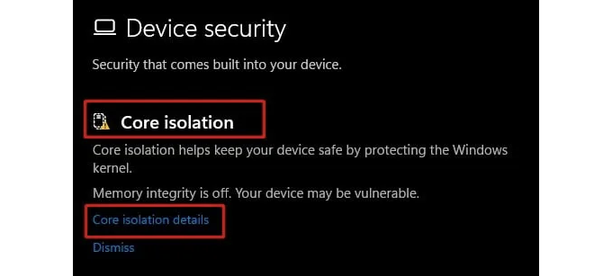 Device security
Security that comes built into your device.
Core isolation
Core isolation helps keep your device safe by protecting the Windows
kernel.
Memory integrity is off. Your device may be vulnerable.
Core isolation details
Dismiss